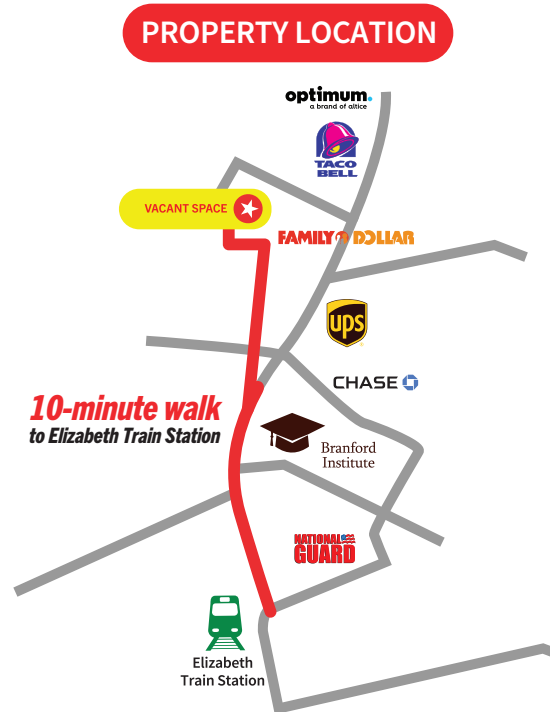 PROPERTY LOCATION
optimum.
a brand of altice
TACO
BELL
VACANT SPACE
FAMILY DOLLAR
ups
CHASE
10-minute walk
to Elizabeth Train Station
Branford
Institute
NATIONAL
GUARD
Elizabeth
Train Station